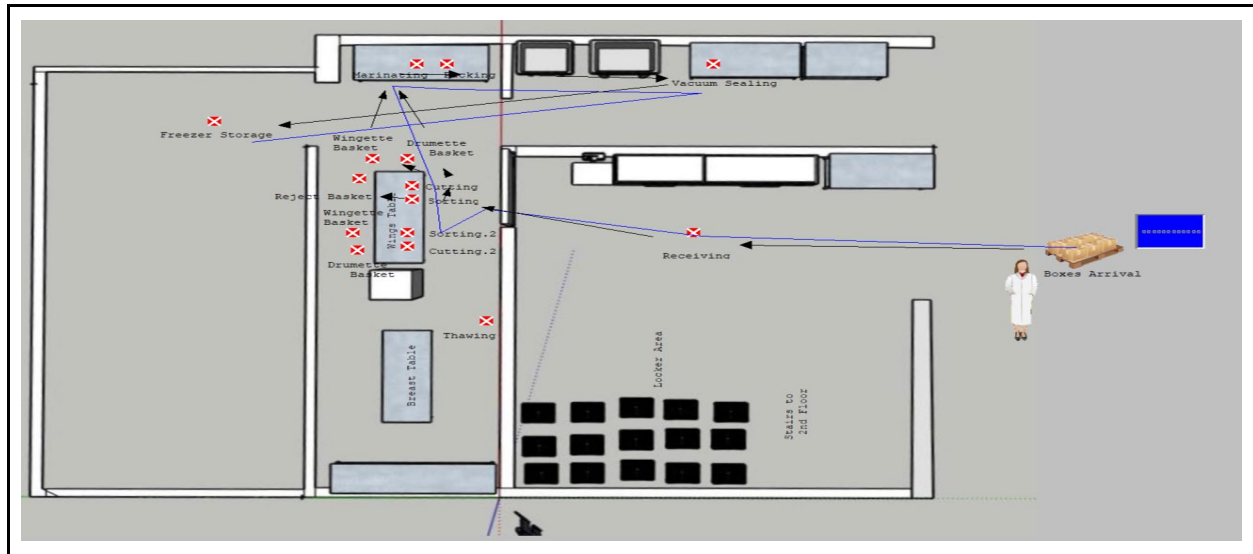 Marinating Packing
Vacuum Sealing
Freezer Storage
Wingette
Basket
Drumette
Basket
Cutting
Reject Basket
Sorting
Wingette
Basket
Wings Table
Sorting.2
Cutting.2
Drumette
Basket
Receiving
Boxes Arrival
Thawing
Breast Table
Locker Area
Stairs to
2nd Floor